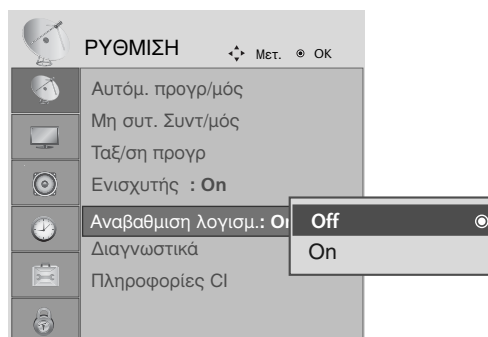 ΡΥΘΜΙΣΗ Μετ. OK
Αυτόμ. προγρ/μός
Μη συτ. Συντ/μός
Ταξ/ση προγρ
Ενισχυτής : On
Αναβαθμιση λογισμ.: On
Off
On
Διαγνωστικά
Πληροφορίες CI